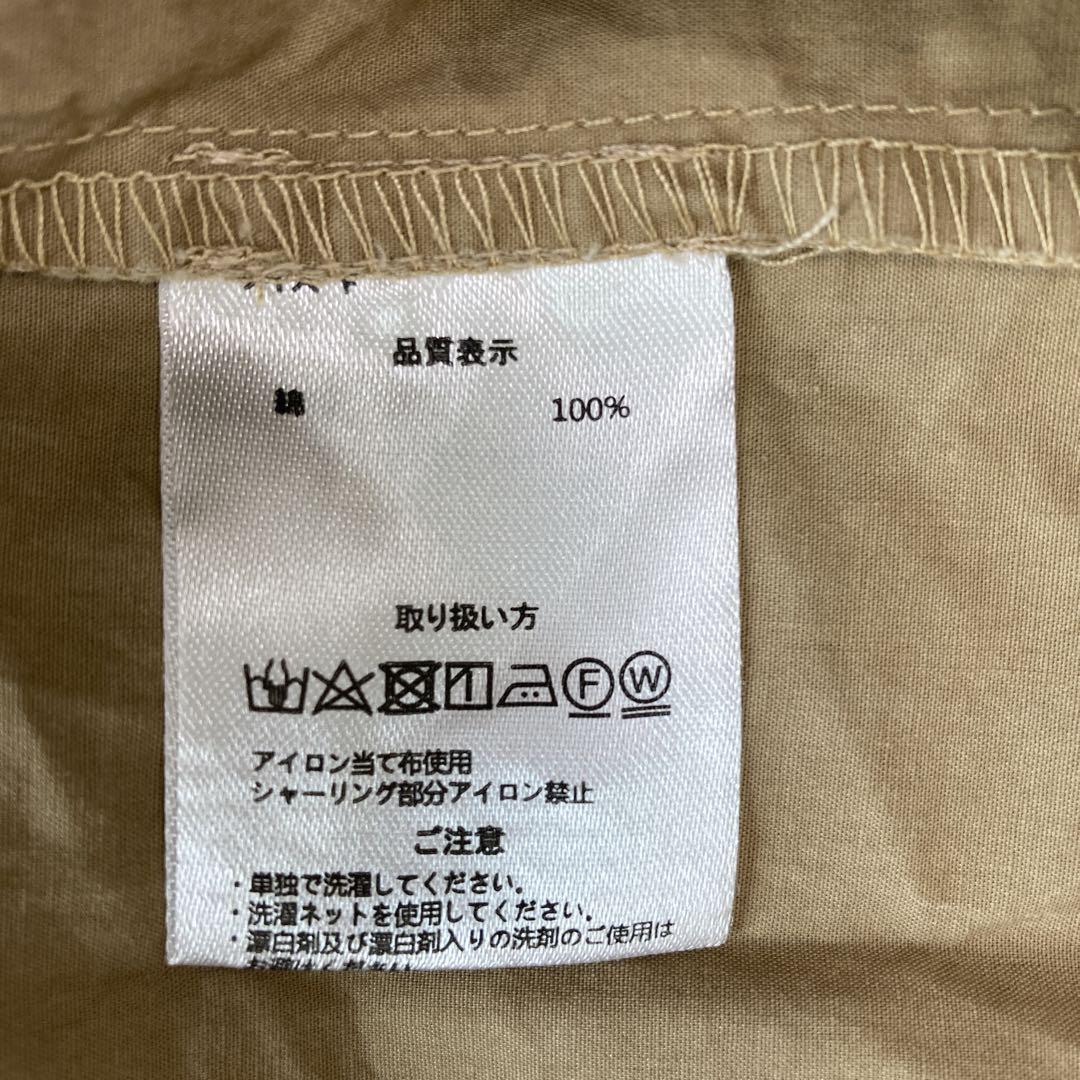 品質表示
綿 100%
取り扱い方
F W
アイロン当て布使用
シャーリング部分アイロン禁止
ご注意
・単独で洗濯してください。
・洗濯ネットを使用してください。
・漂白剤及び漂白剤入りの洗剤のご使用は